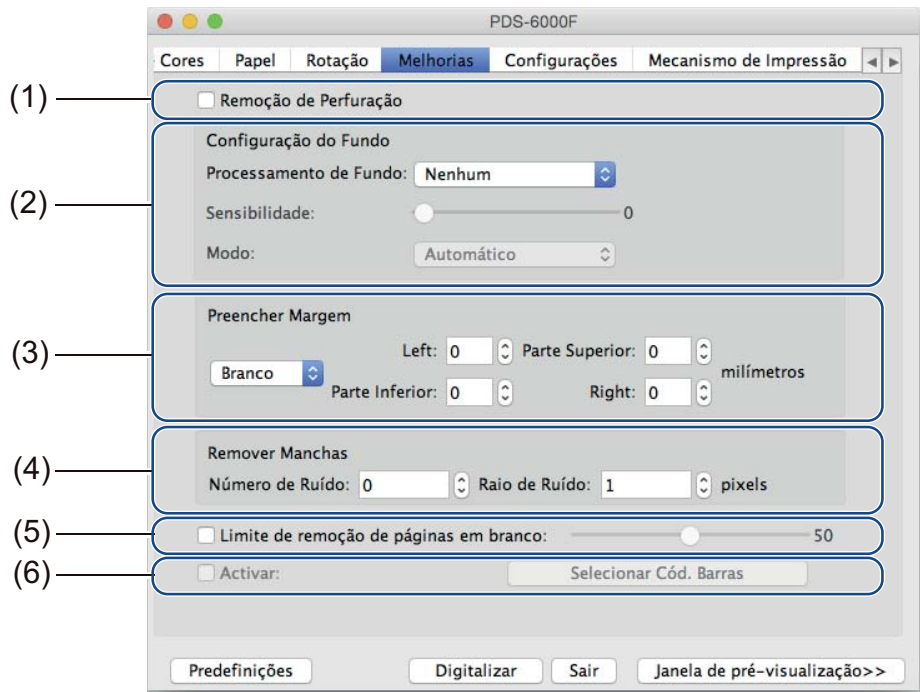 PDS-6000F
Cores Papel Rotação Melhorias Configurações Mecanismo de Impressão
(1) Remoção de Perfuração
Configuração do Fundo
Processamento de Fundo: Nenhum
(2) Sensibilidade: 0
Modo: Automático
Preencher Margem
(3) Left: 0 Parte Superior: 0
Branco milímetros
Parte Inferior: 0 Right: 0
Remover Manchas
(4) Número de Ruído: 0 Raio de Ruído: 1 pixels
(5) Limite de remoção de páginas em branco: 50
(6) Activar: Selecionar Cód. Barras
Predefinições Digitalizar Sair Janela de pré-visualização>>